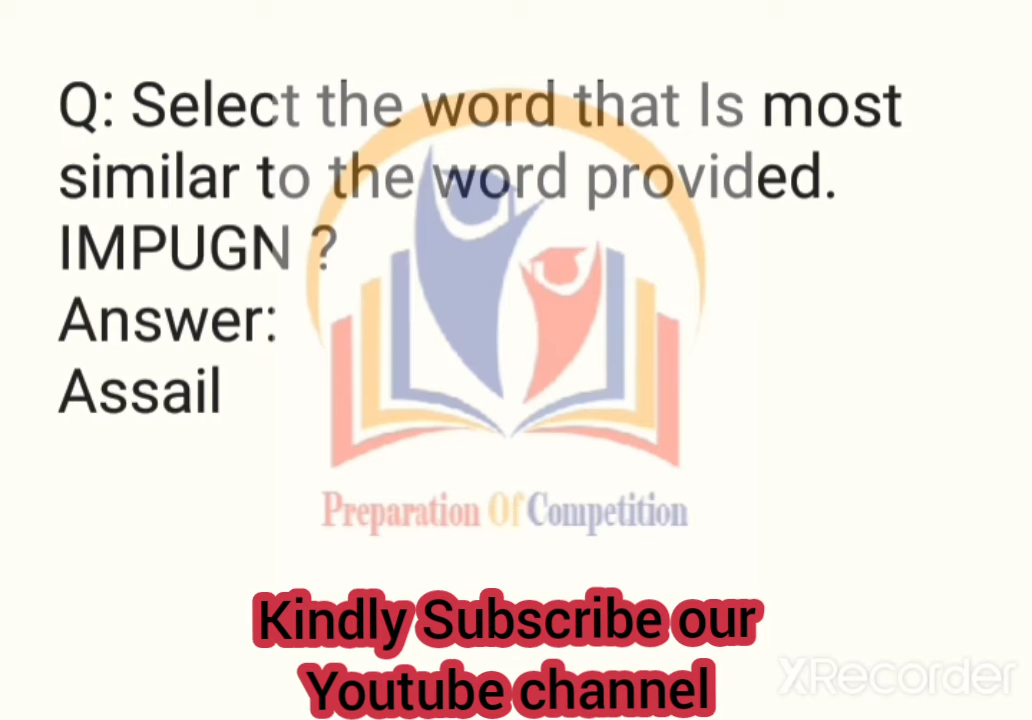 Q: Select the word that Is most
similar to the word provided.
IMPUGN ?
Answer:
Assail
Preparation Of Competition
Kindly Subscribe our
Youtube channel
XRecorder